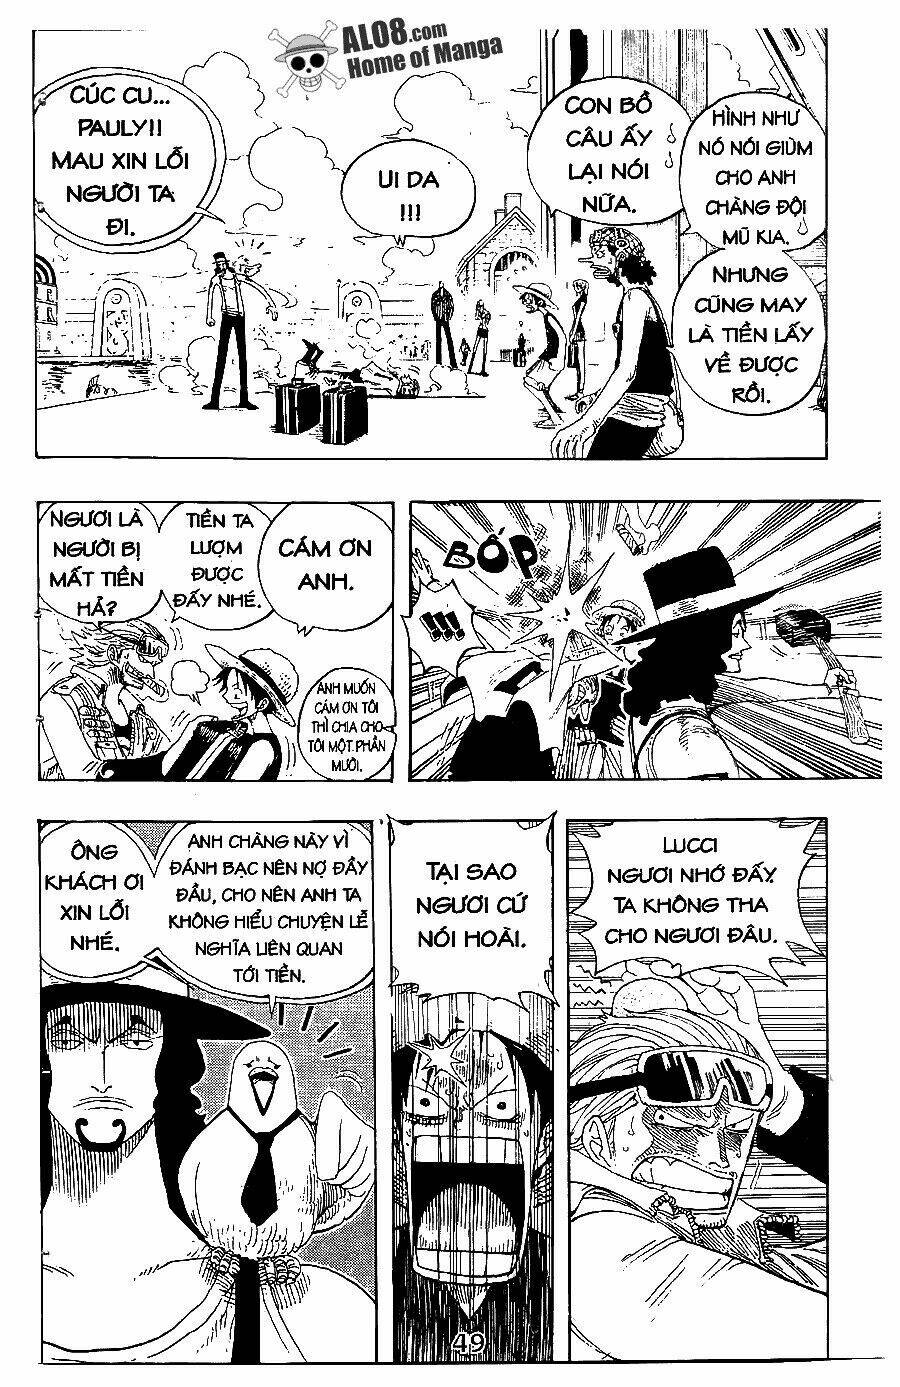 AL08.com
Home of Manga
CÚC CU...
PAULY!!
MAU XIN LỖI
NGƯỜI TA
ĐI.
UI DA
!!!
CON BỒ
CÂU ẤY
LẠI NÓI
NỮA.
HÌNH NHƯ
NÓ NÓI GIÙM
CHO ANH
CHÀNG ĐỘI
MŨ KIA.
NHƯNG
CŨNG MAY
LÀ TIỀN LẤY
VỀ ĐƯỢC
RỒI.
NGƯƠI LÀ
NGƯỜI BỊ
MẤT TIỀN
HẢ?
TIỀN TA
LƯỢM
ĐƯỢC
ĐẤY NHÉ.
CÁM ƠN
ANH.
ANH MUỐN
CÁM ƠN TÔI
THÌ CHIA CHO
TÔI MỘT PHẦN
MƯỜI.
BỐP
!!!
ÔNG
KHÁCH ƠI
XIN LỖI
NHÉ.
ANH CHÀNG NÀY VÌ
ĐÁNH BẠC NÊN NỢ ĐẦY
ĐẦU, CHO NÊN ANH TA
KHÔNG HIỂU CHUYỆN LỄ
NGHĨA LIÊN QUAN
TỚI TIỀN.
TẠI SAO
NGƯƠI CỨ
NÓI HOÀI.
LUCCI
NGƯƠI NHỚ ĐẤY.
TA KHÔNG THA
CHO NGƯƠI ĐÂU.
49